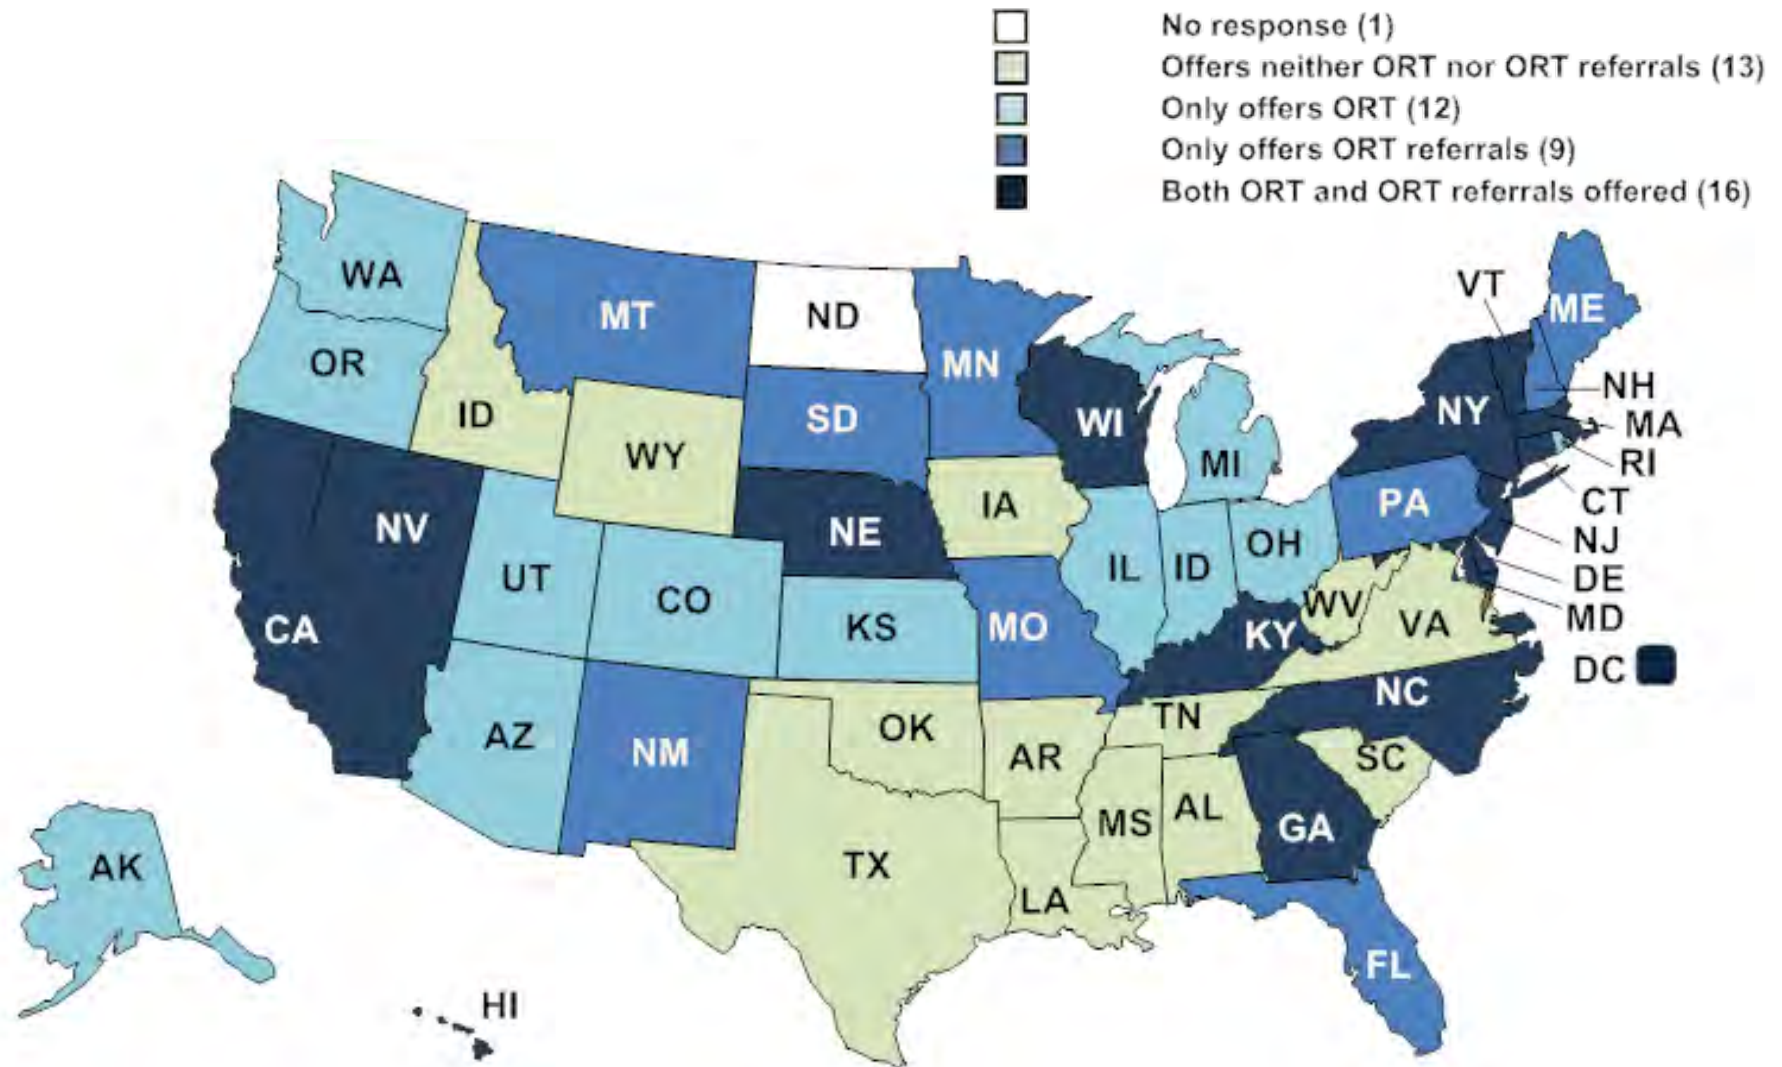 No response (1)
Offers neither ORT nor ORT referrals (13)
Only offers ORT (12)
Only offers ORT referrals (9)
Both ORT and ORT referrals offered (16)
WA
OR
ID
MT
ND
MN
SD
WY
WI
MI
VT
ME
NH
NY
MA
RI
CT
PA
NJ
DE
MD
DC
NV
CA
UT
CO
NE
IA
KS
MO
IL
ID
OH
WV
VA
KY
NC
TN
SC
AZ
NM
OK
AR
TX
LA
MS
AL
GA
FL
AK
HI